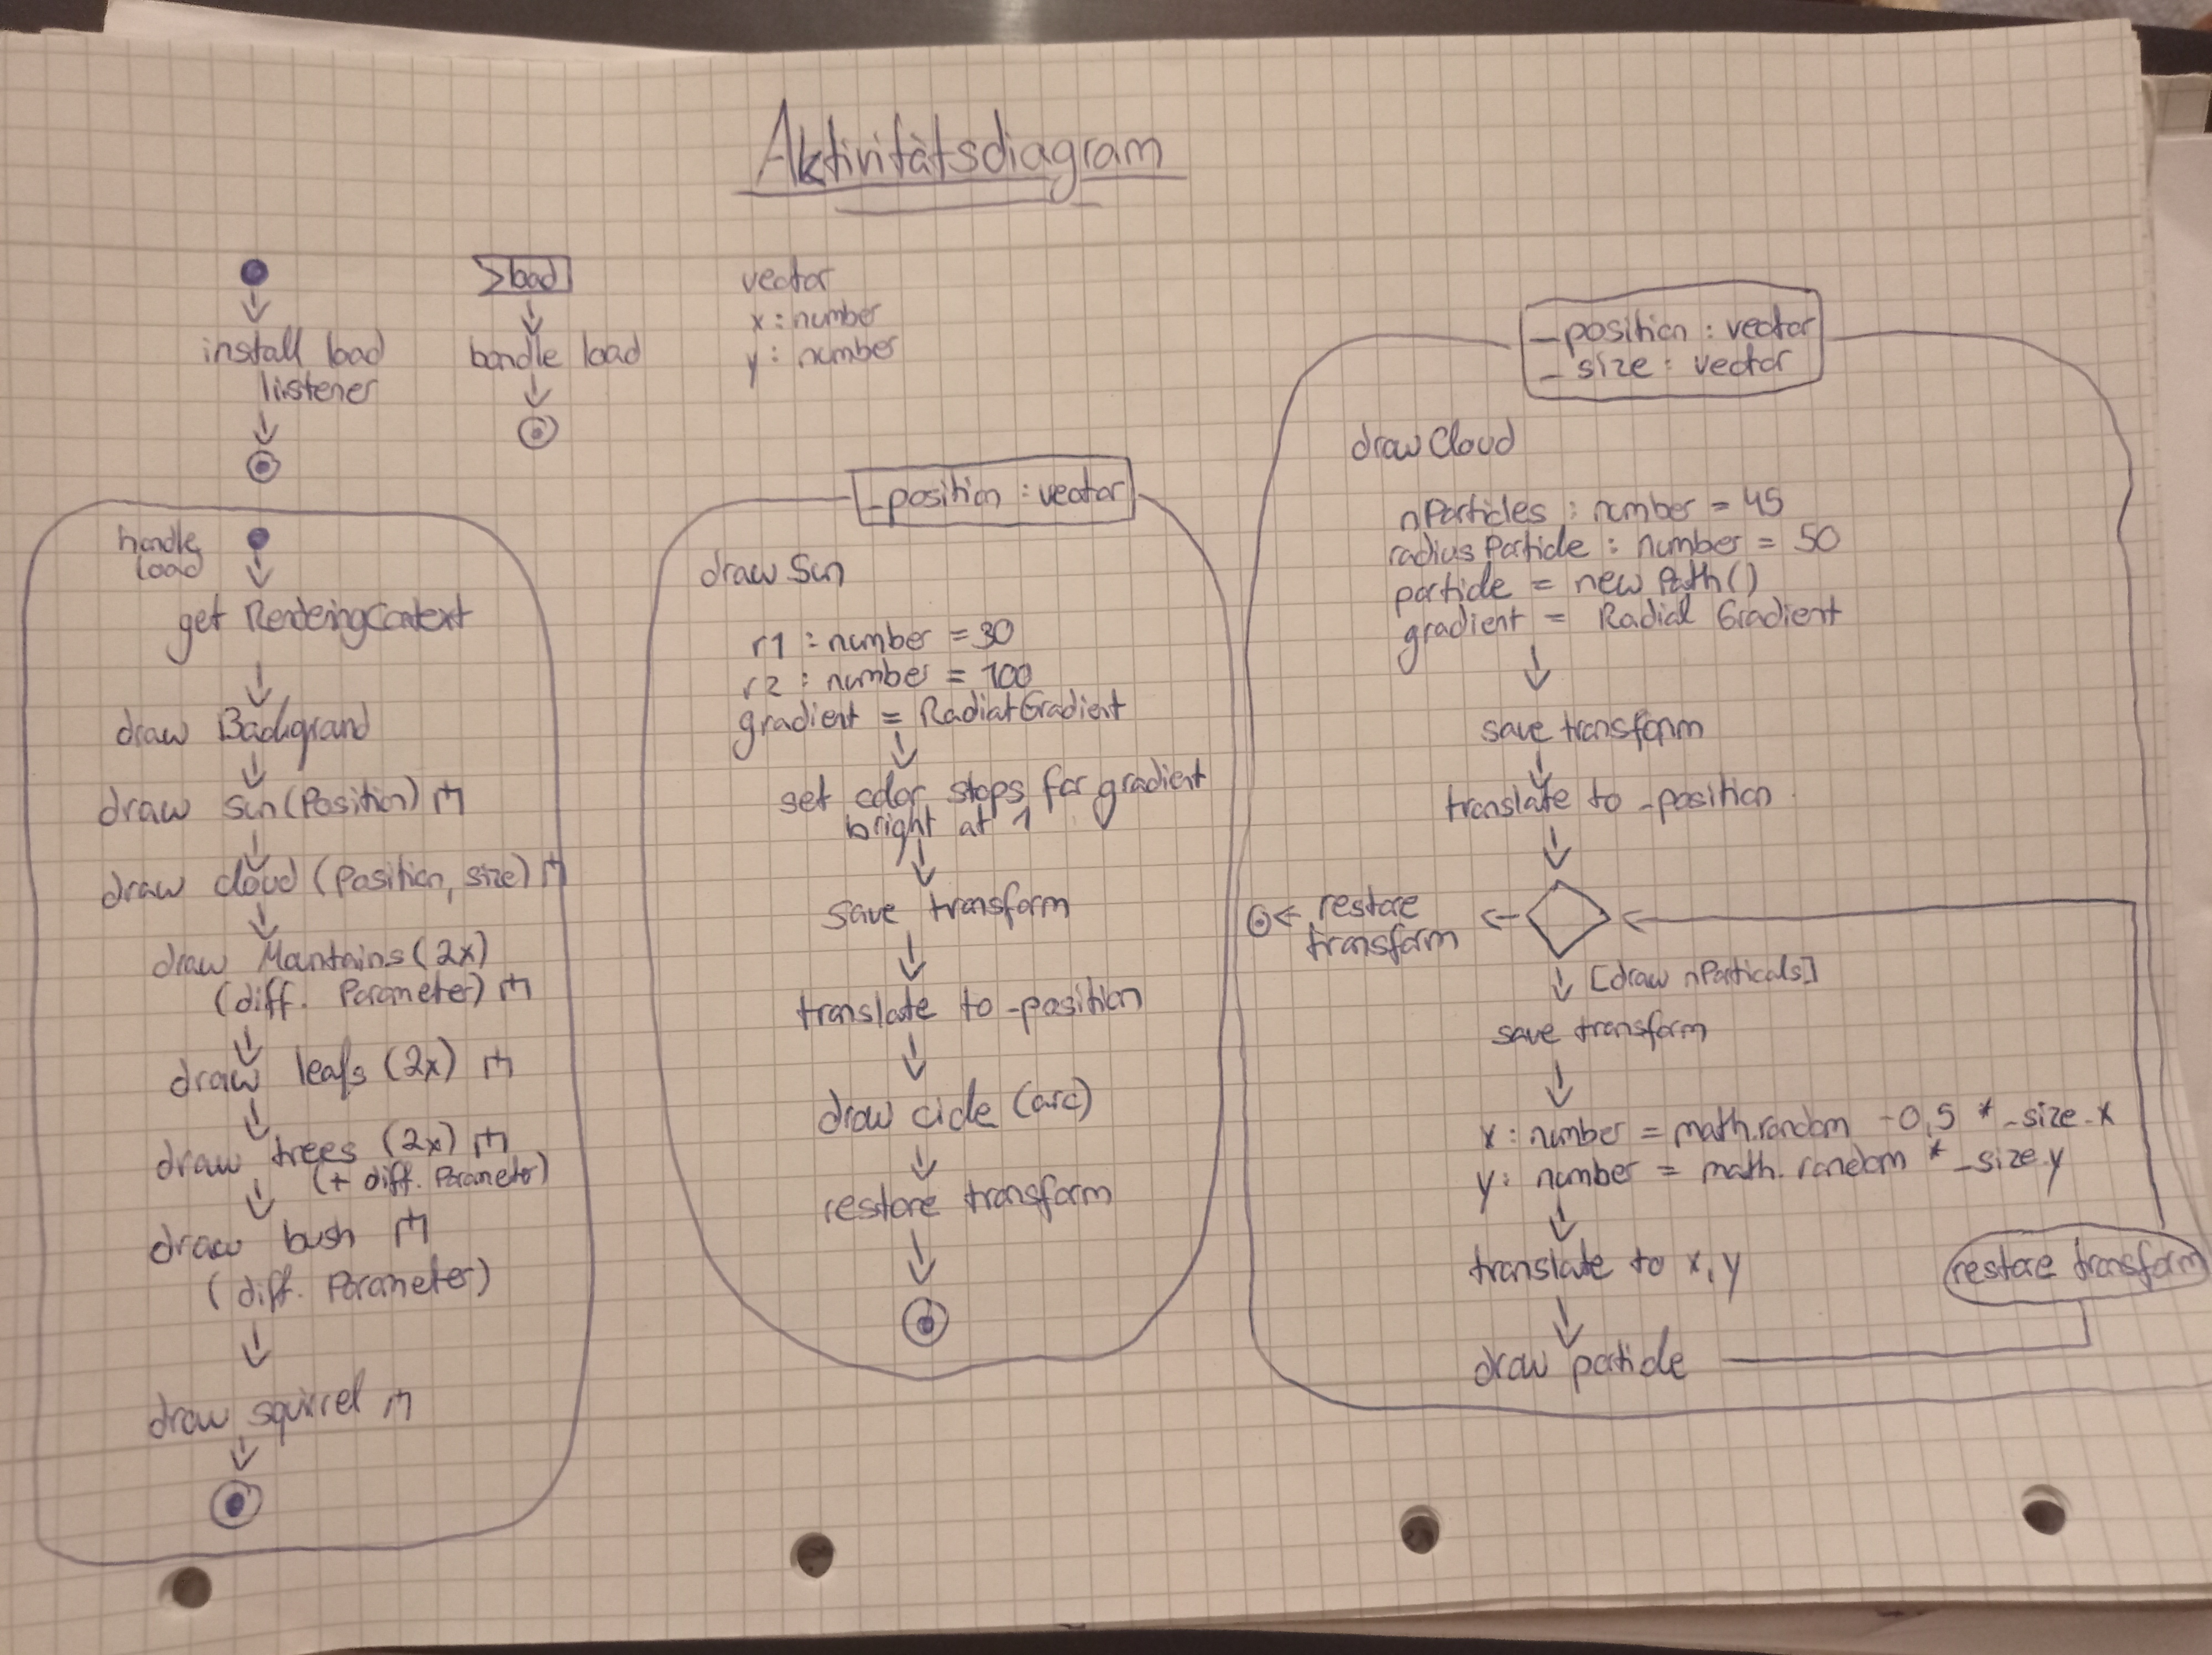 Aktivitätsdiagram
install load
listener
load
handle load
vector
x : number
y : number
handle
load
get RenderingContext
draw Background
draw sun (Position)
draw cloud (Position, size)
draw Mountains (2x)
(diff. Parameter)
draw leafs (2x)
draw trees (2x)
(+ diff. Parameter)
draw bush
(diff. Parameter)
draw squirrel
_position : vector
draw Sun
r1 : number = 30
r2 : number = 100
gradient = RadialGradient
set color stops for gradient
bright at 1
save transform
translate to _position
draw circle (arc)
restore transform
_position : vector
_size : vector
draw Cloud
nParticles : number = 45
radiusParticle : number = 50
particle = new Path()
gradient = Radial Gradient
save transform
translate to _position
restore
transform
[draw nParticals]
save transform
x : number = math.random - 0,5 * _size.x
y : number = math.random * _size.y
translate to x, y
draw particle
restore transform